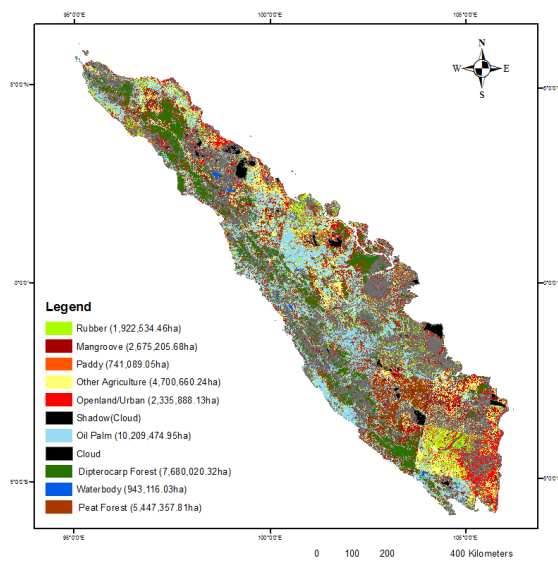 95°0'0"E 100°0'0"E 105°0'0"E
N
W E
S
5°0'0"N 5°0'0"N
0°0'0" 0°0'0"
Legend
Rubber (1,922,534.46ha)
Mangroove (2,675,205.68ha)
Paddy (741,089.05ha)
Other Agriculture (4,700,660.24ha)
Openland/Urban (2,335,888.13ha)
Shadow(Cloud)
Oil Palm (10,209,474.95ha)
Cloud
Dipterocarp Forest (7,680,020.32ha)
Waterbody (943,116.03ha)
Peat Forest (5,447,357.81ha)
5°0'0"S 5°0'0"S
95°0'0"E 100°0'0"E 105°0'0"E
0 100 200 400 Kilometers